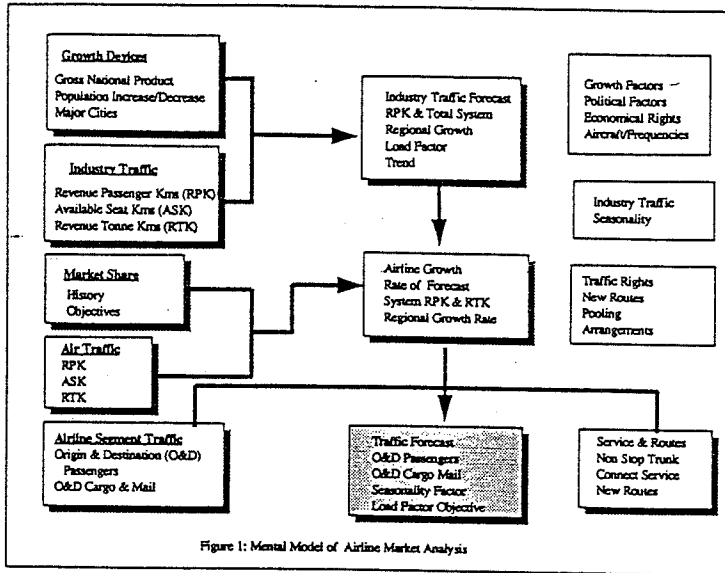 Growth Devices
Gross National Product
Population Increase/Decrease
Major Cities
Industry Traffic
Revenue Passenger Kms (RPK)
Available Seat Kms (ASK)
Revenue Tonne Kms (RTK)
Market Share
History
Objectives
Air Traffic
RPK
ASK
RTK
Airline Segment Traffic
Origin & Destination (O&D)
Passengers
O&D Cargo & Mail
Industry Traffic Forecast
RPK & Total System
Regional Growth
Load Factor
Trend
Airline Growth
Rate of Forecast
System RPK & RTK
Regional Growth Rate
Traffic Forecast
O&D Passengers
O&D Cargo Mail
Seasonality Factor
Load Factor Objective
Growth Factors
Political Factors
Economical Rights
Aircraft/Frequencies
Industry Traffic
Seasonality
Traffic Rights
New Routes
Pooling
Arrangements
Service & Routes
Non Stop Trunk
Connect Service
New Routes
Figure 1: Mental Model of Airline Market Analysis